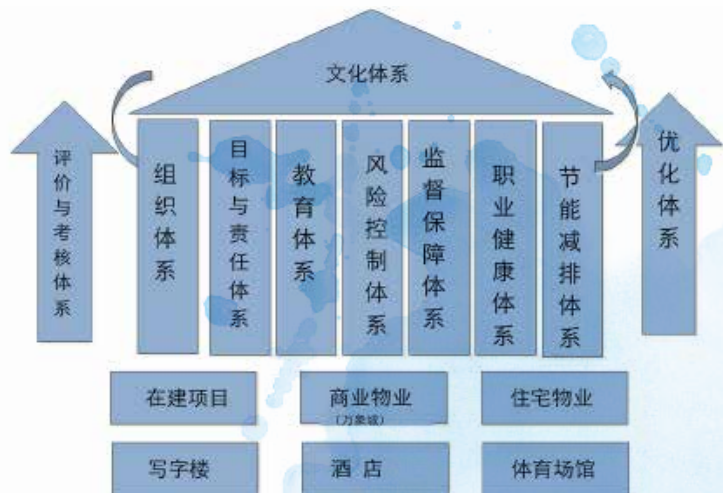 文化体系
评价与考核体系
组织体系
目标与责任体系
教育体系
风险控制体系
监督保障体系
职业健康体系
节能减排体系
优化体系
在建项目
商业物业
(万象城)
住宅物业
写字楼
酒店
体育场馆